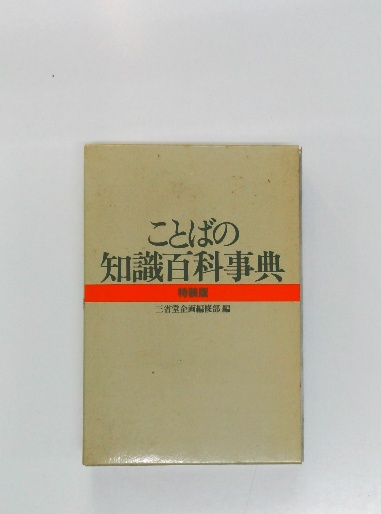 ことばの
知識百科事典
特装版
三省堂企画編修部 編